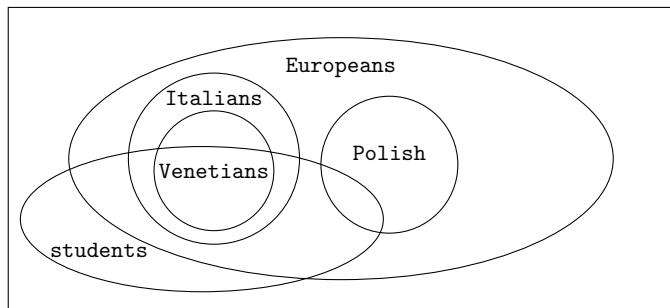 Europeans
Italians
Polish
Venetians
students